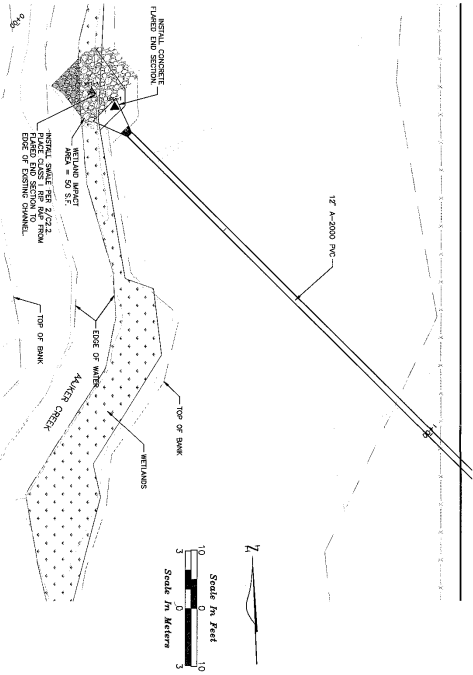 INSTALL CONCRETE
FLARED END SECTION.
12" A-2000 PVC
WETLAND IMPACT
AREA = 50 S.F.
INSTALL SWALE PER 2/C2.2.
PLACE CLASS I RIP RAP FROM
FLARED END SECTION TO
EDGE OF EXISTING CHANNEL.
TOP OF BANK
EDGE OF WATER
AAJKER CREEK
TOP OF BANK
WETLANDS
10 0 10
Scale In Feet
3 0 3
Scale In Meters